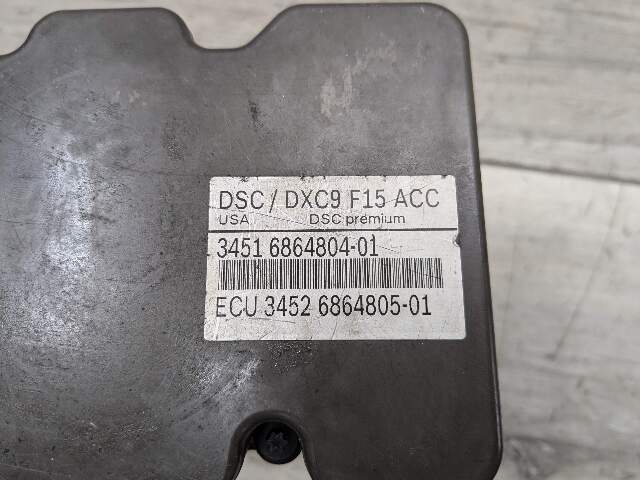 DSC / DXC9 F15 ACC
USA DSC premium
3451 6864804-01
ECU 3452 6864805-01